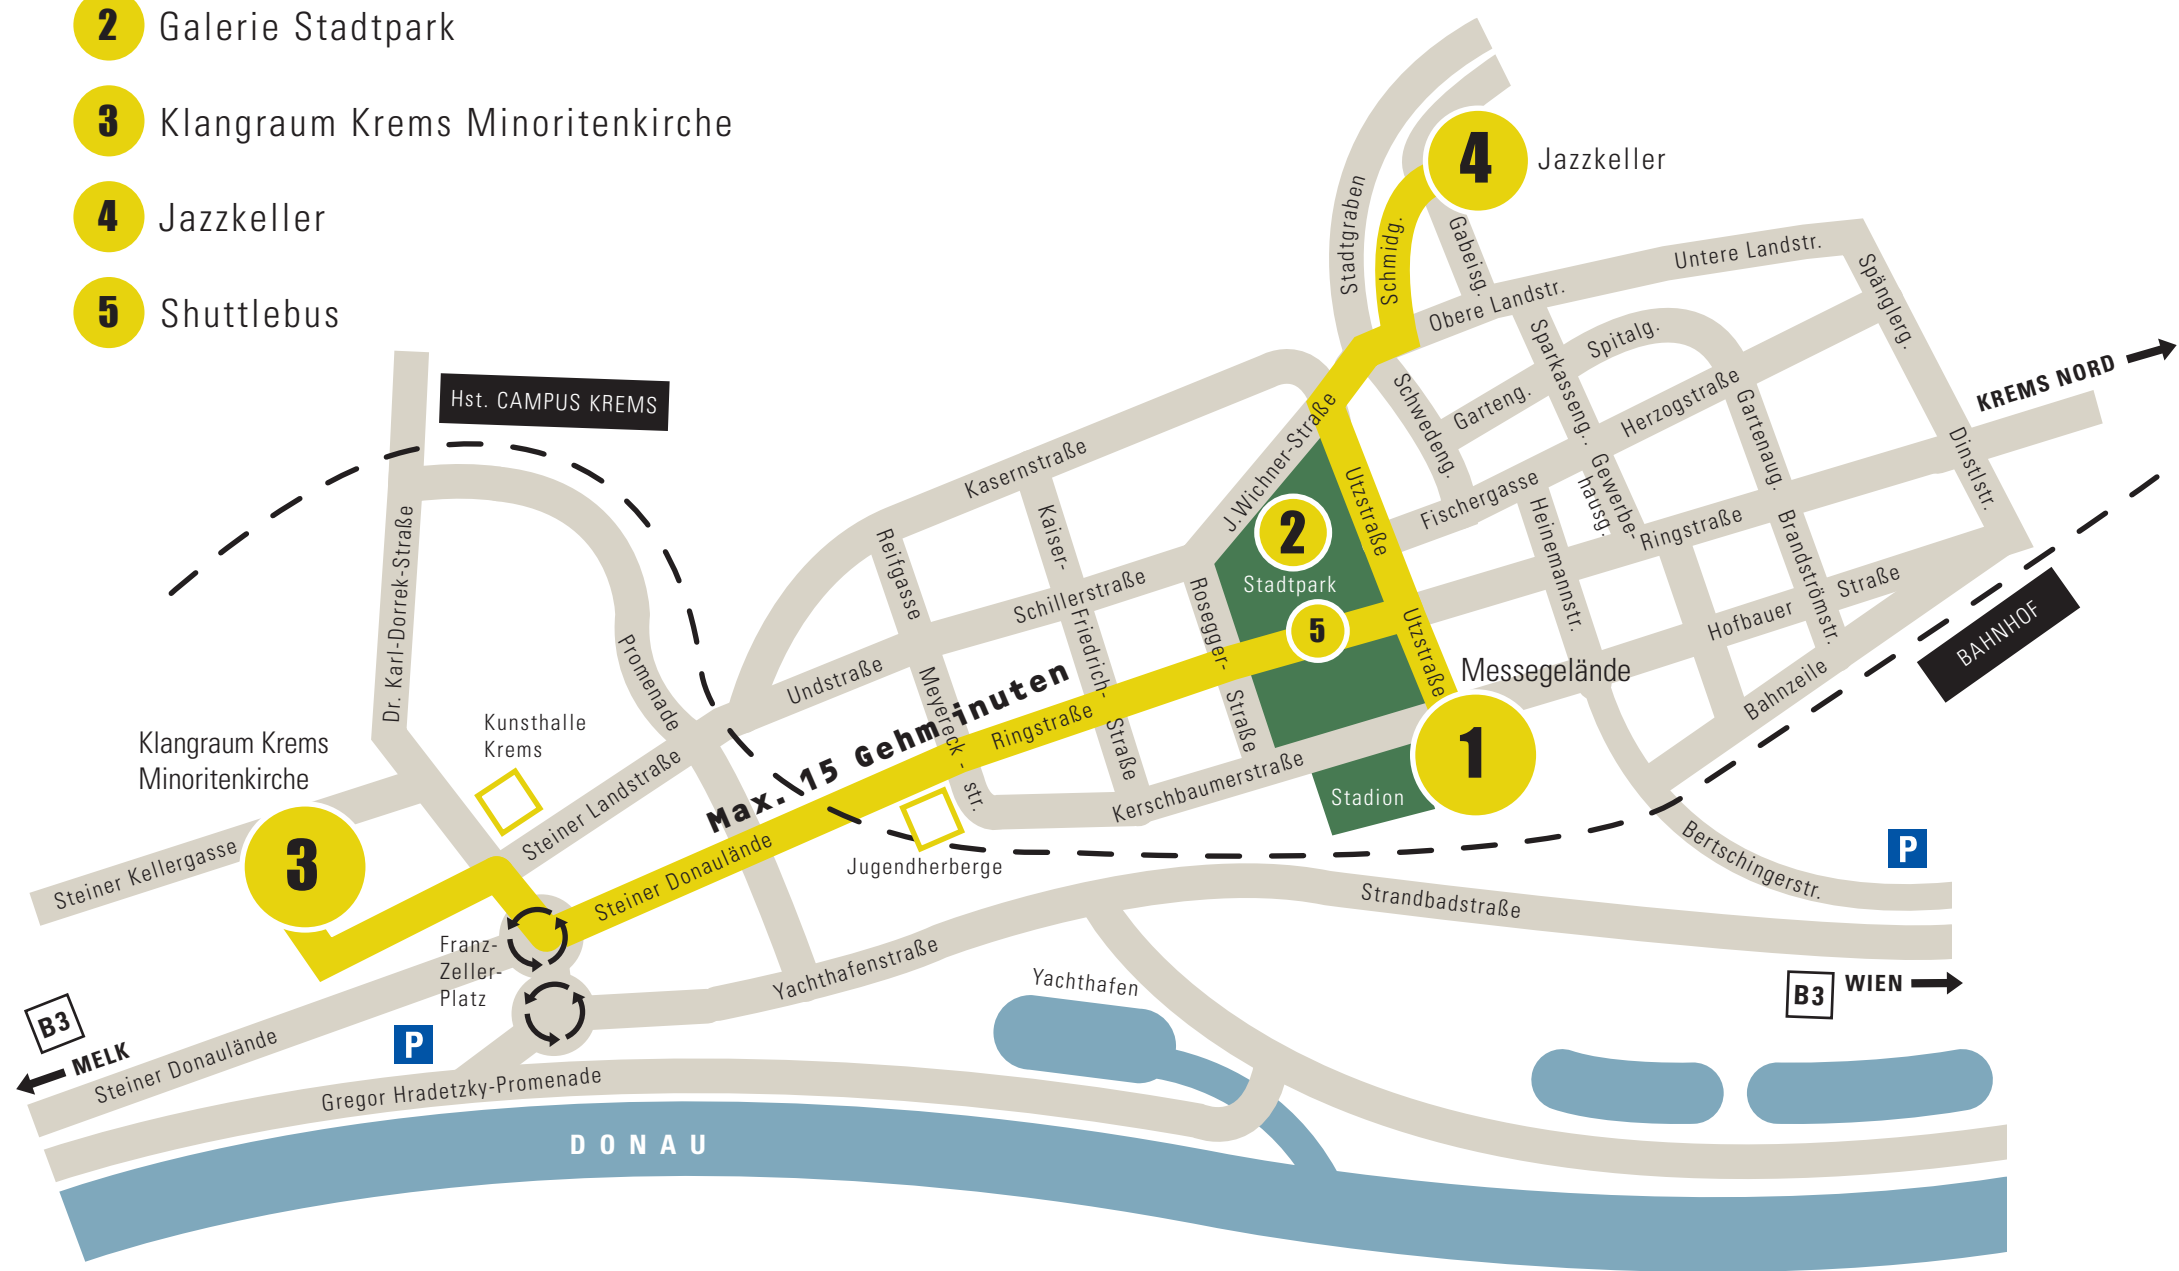 2 Galerie Stadtpark
3 Klangraum Krems Minoritenkirche
4 Jazzkeller
5 Shuttlebus
4
Jazzkeller
Stadtgraben
Schmidg.
Gabeisg.
Obere Landstr.
Untere Landstr.
Spänglerg.
KREMS NORD
Hst. CAMPUS KREMS
Sparkasseng.
Spitalg.
Garteng.
Schwedeng.
Herzogstraße
Gartenaug.
Dinstlstr.
J.Wichner-Straße
Kasernstraße
Utzstraße
Fischergasse
Gewerbe-
hausg.
Heinemannstr.
Ringstraße
Brandströmstr.
Dr. Karl-Dorrek-Straße
Reifgasse
Kaiser-
Friedrich-
Straße
Schillerstraße
2
Stadtpark
5
Rosegger-
Straße
Utzstraße
Hofbauer Straße
BAHNHOF
Bahnzeile
Promenade
Undstraße
Meyereck - str.
Max. 15 Gehminuten
Ringstraße
Messegelände
1
Klangraum Krems
Minoritenkirche
3
Kunsthalle
Krems
Steiner Landstraße
Kerschbaumerstraße
Stadion
Steiner Kellergasse
Steiner Donaulände
Jugendherberge
Bertschingerstr.
P
Strandbadstraße
Franz-
Zeller-
Platz
Yachthafenstraße
Yachthafen
B3 WIEN
B3
MELK
P
Steiner Donaulände
Gregor Hradetzky-Promenade
DONAU